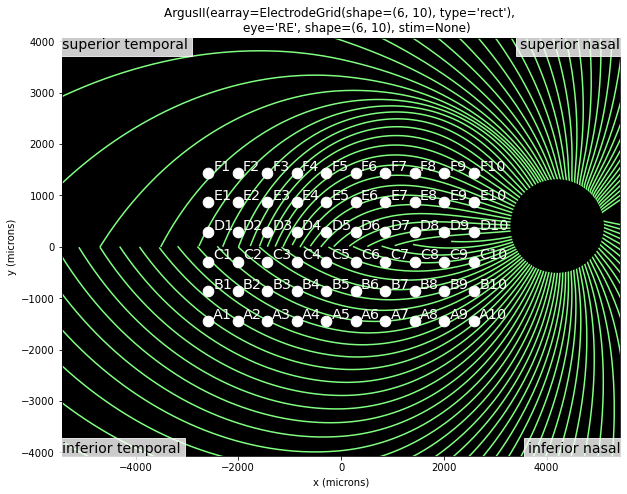 ArgusII(earray=ElectrodeGrid(shape=(6, 10), type='rect'),
eye='RE', shape=(6, 10), stim=None)
superior temporal superior nasal
4000
3000
2000
F1 F2 F3 F4 F5 F6 F7 F8 F9 F10
1000
E1 E2 E3 E4 E5 E6 E7 E8 E9 E10
D1 D2 D3 D4 D5 D6 D7 D8 D9 D10
0
C1 C2 C3 C4 C5 C6 C7 C8 C9 C10
−1000
B1 B2 B3 B4 B5 B6 B7 B8 B9 B10
A1 A2 A3 A4 A5 A6 A7 A8 A9 A10
−2000
−3000
−4000
y (microns)
inferior temporal inferior nasal
−4000 −2000 0 2000 4000
x (microns)